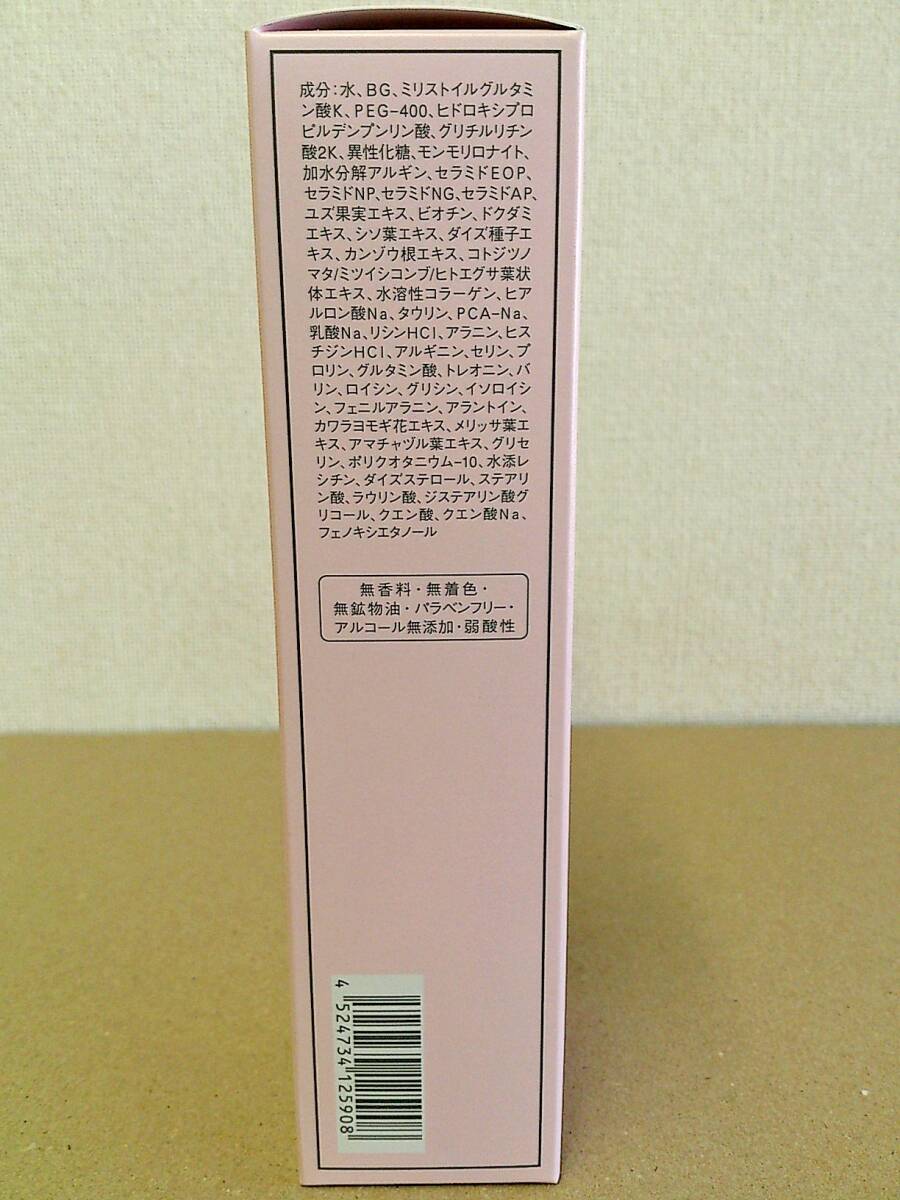 成分:水、BG、ミリストイルグルタミ
ン酸K、PEG-400、ヒドロキシプロ
ピルデンプンリン酸、グリチルリチン
酸2K、異性化糖、モンモリロナイト、
加水分解アルギン、セラミドEOP、
セラミドNP、セラミドNG、セラミドAP、
ユズ果実エキス、ビオチン、ドクダミ
エキス、シソ葉エキス、ダイズ種子エ
キス、カンゾウ根エキス、コトジツノ
マタ/ミツイシコンブ/ヒトエグサ葉状
体エキス、水溶性コラーゲン、ヒア
ルロン酸Na、タウリン、PCA-Na、
乳酸Na、リシンHCl、アラニン、ヒス
チジンHCl、アルギニン、セリン、プ
ロリン、グルタミン酸、トレオニン、バ
リン、ロイシン、グリシン、イソロイシ
ン、フェニルアラニン、アラントイン、
カワラヨモギ花エキス、メリッサ葉エ
キス、アマチャヅル葉エキス、グリセ
リン、ポリクオタニウム-10、水添レ
シチン、ダイズステロール、ステアリ
ン酸、ラウリン酸、ジステアリン酸グ
リコール、クエン酸、クエン酸Na、
フェノキシエタノール
無香料・無着色・
無鉱物油・パラベンフリー・
アルコール無添加・弱酸性
4 524734 125908